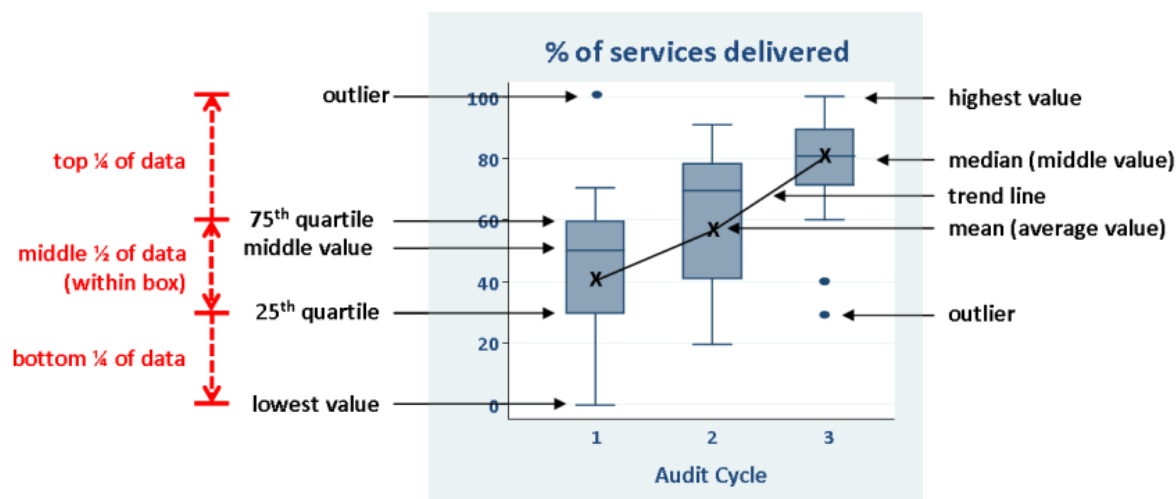 % of services delivered
outlier
100
highest value
top ¼ of data
80
median (middle value)
trend line
75th quartile
60
mean (average value)
middle value
middle ½ of data
(within box)
40
25th quartile
outlier
20
bottom ¼ of data
lowest value
0
1 2 3
Audit Cycle